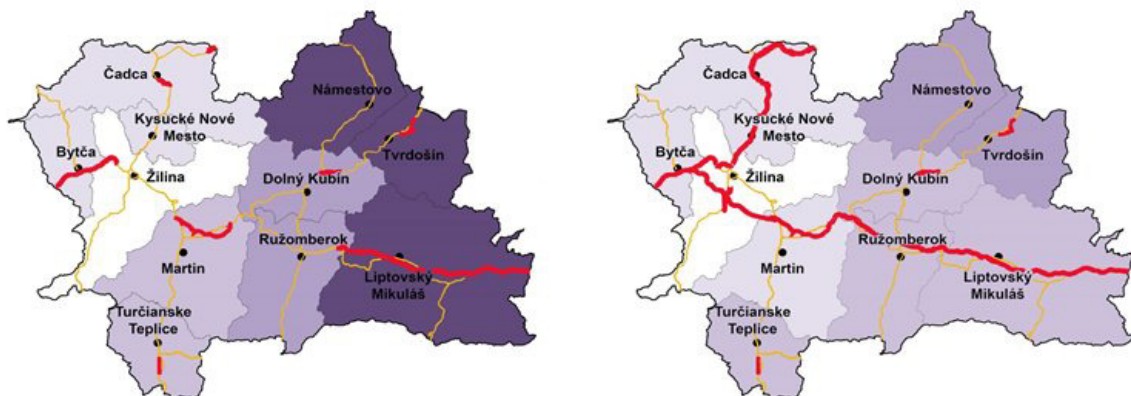 Čadca
Námestovo
Kysucké Nové
Mesto
Bytča
Tvrdošín
Žilina
Dolný Kubín
Ružomberok
Martin
Liptovský
Mikuláš
Turčianske
Teplice
Čadca
Námestovo
Kysucké Nové
Mesto
Bytča
Tvrdošín
Žilina
Dolný Kubín
Ružomberok
Martin
Liptovský
Mikuláš
Turčianske
Teplice